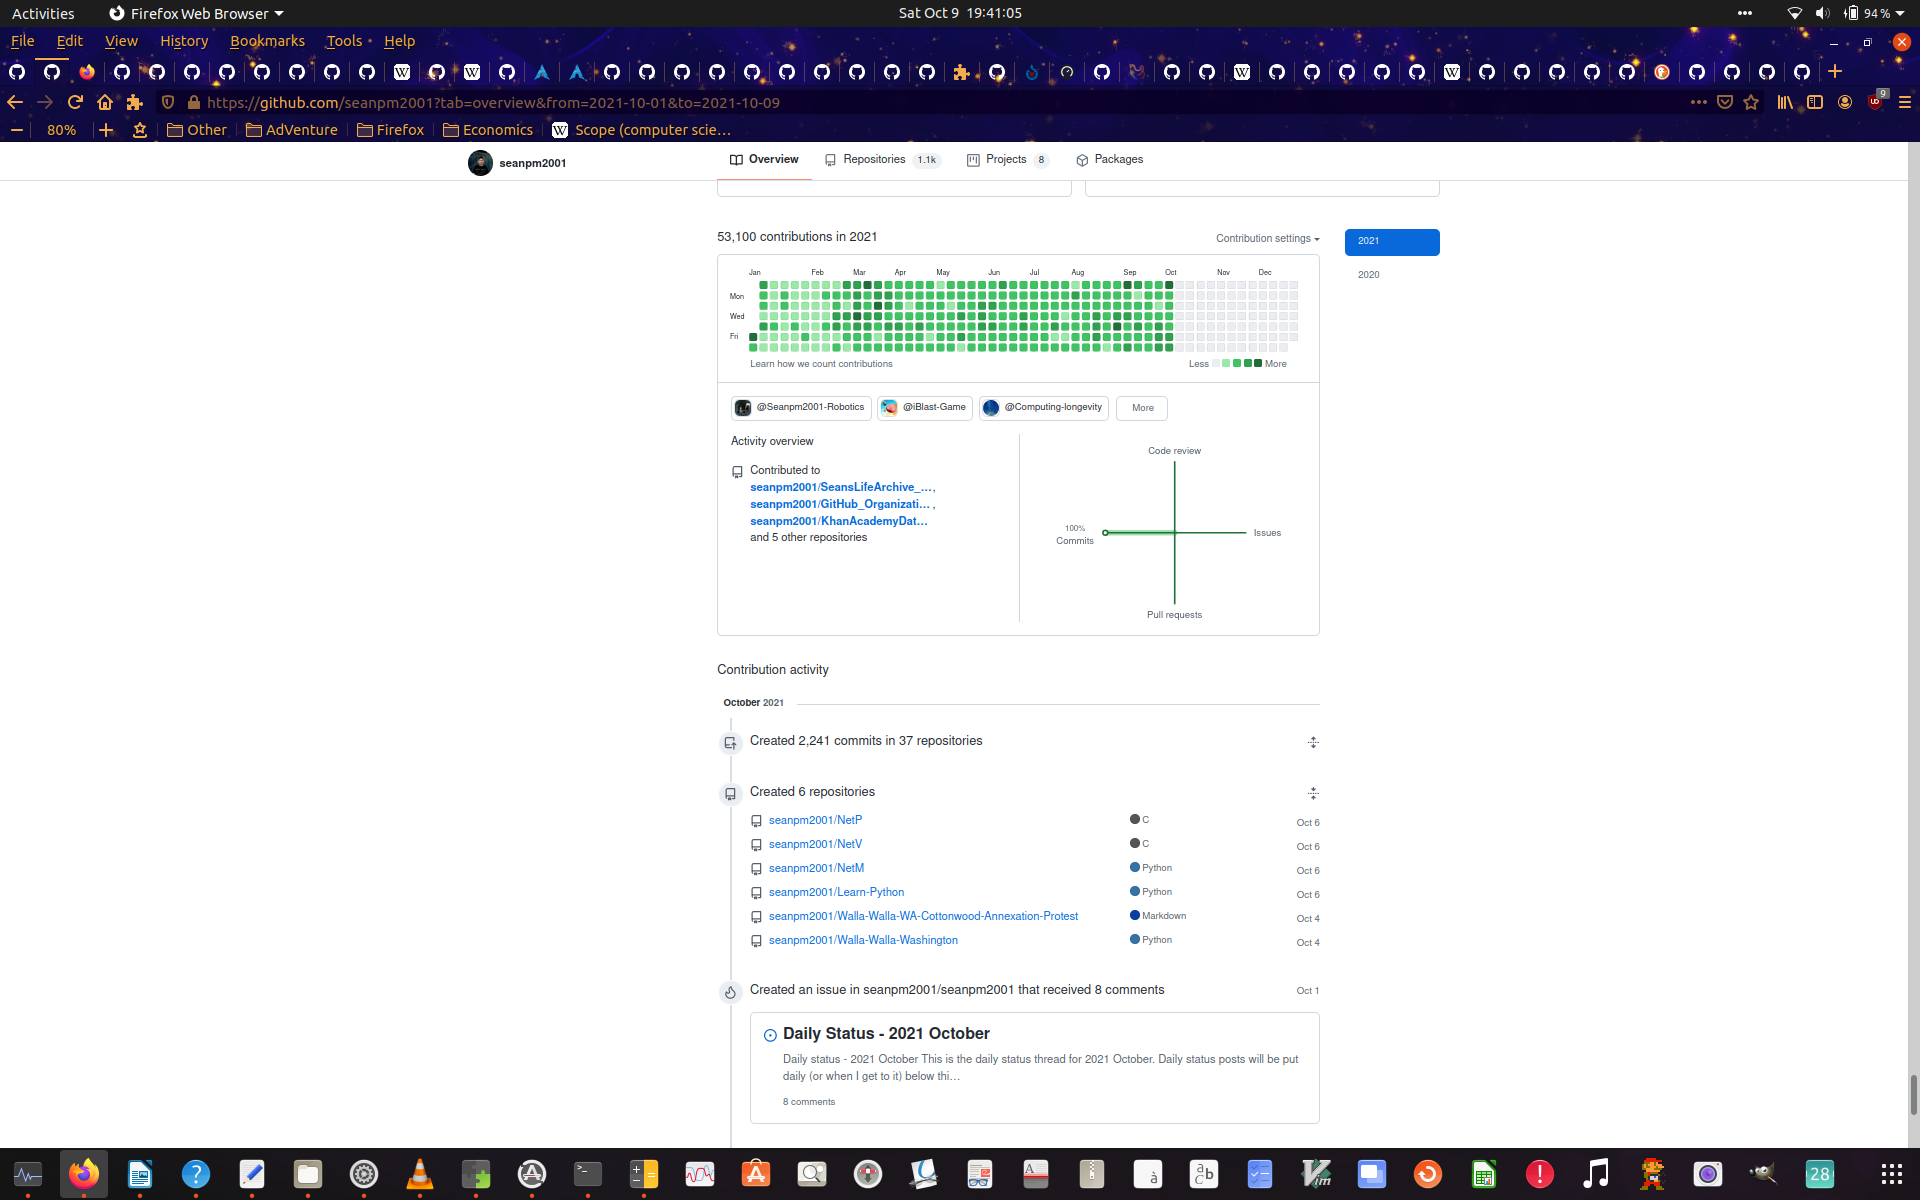 Activities Firefox Web Browser Sat Oct 9 19:41:05 94 %
File Edit View History Bookmarks Tools Help
https://github.com/seanpm2001?tab=overview&from=2021-10-01&to=2021-10-09 9
80% Other AdVenture Firefox Economics Scope (computer scie…
seanpm2001 Overview Repositories 1.1k Projects 8 Packages
53,100 contributions in 2021 Contribution settings 2021
2020
Jan Feb Mar Apr May Jun Jul Aug Sep Oct Nov Dec
Mon
Wed
Fri
Learn how we count contributions Less More
@Seanpm2001-Robotics @iBlast-Game @Computing-longevity More
Activity overview
Contributed to
seanpm2001/SeansLifeArchive_…,
seanpm2001/GitHub_Organizati… ,
seanpm2001/KhanAcademyDat…
and 5 other repositories
Code review
100%
Commits
Issues
Pull requests
Contribution activity
October 2021
Created 2,241 commits in 37 repositories
Created 6 repositories
seanpm2001/NetP C Oct 6
seanpm2001/NetV C Oct 6
seanpm2001/NetM Python Oct 6
seanpm2001/Learn-Python Python Oct 6
seanpm2001/Walla-Walla-WA-Cottonwood-Annexation-Protest Markdown Oct 4
seanpm2001/Walla-Walla-Washington Python Oct 4
Created an issue in seanpm2001/seanpm2001 that received 8 comments Oct 1
Daily Status - 2021 October
Daily status - 2021 October This is the daily status thread for 2021 October. Daily status posts will be put
daily (or when I get to it) below thi…
8 comments
28